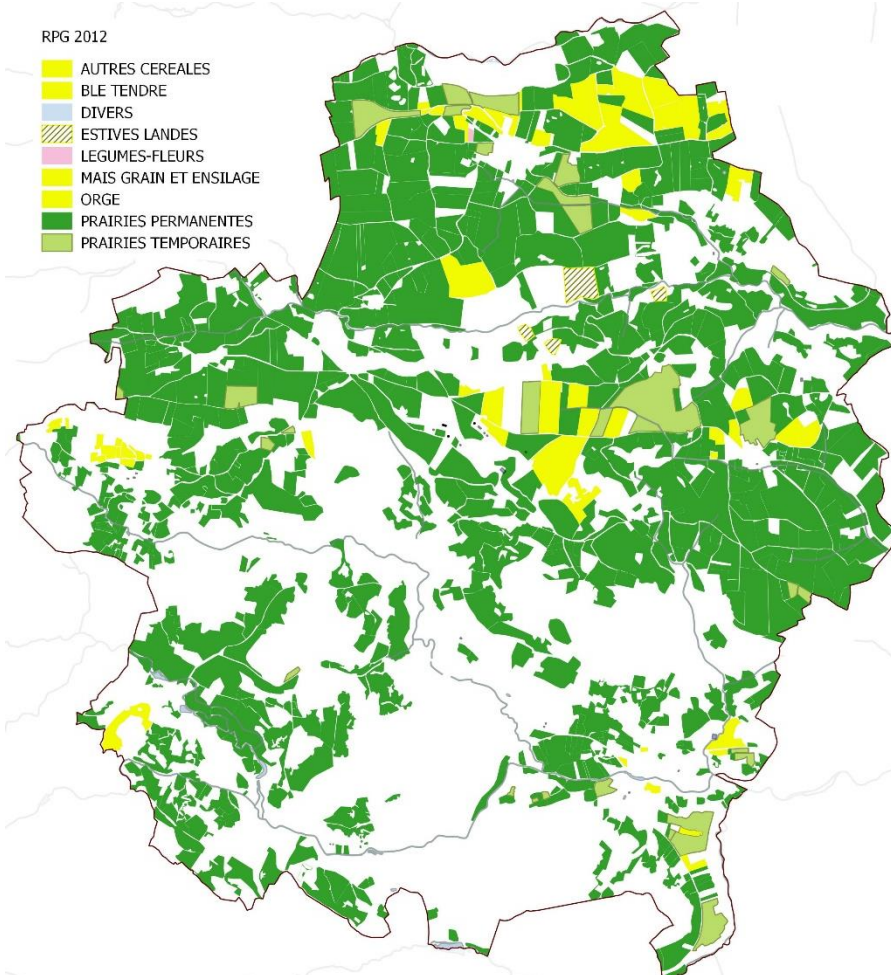 RPG 2012
AUTRES CEREALES
BLE TENDRE
DIVERS
ESTIVES LANDES
LEGUMES-FLEURS
MAIS GRAIN ET ENSILAGE
ORGE
PRAIRIES PERMANENTES
PRAIRIES TEMPORAIRES